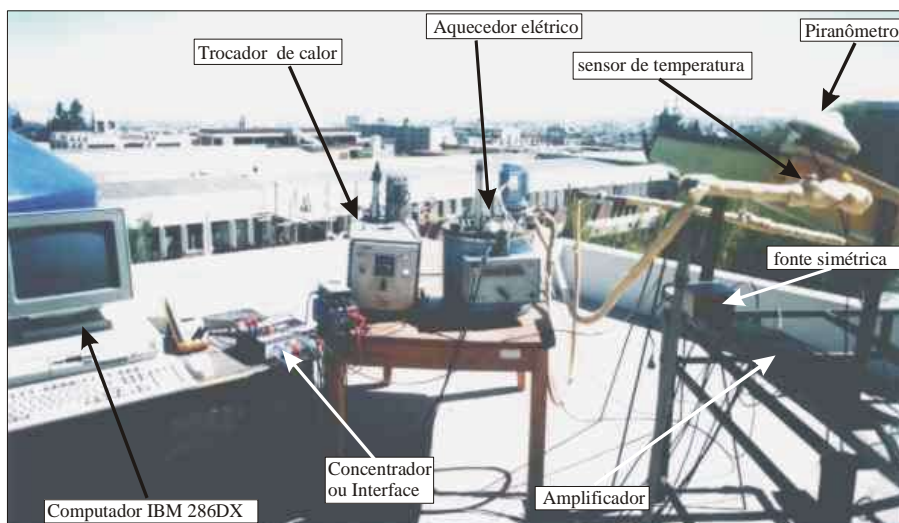 Aquecedor elétrico
Piranômetro
Trocador de calor
sensor de temperatura
fonte simétrica
Concentrador
ou Interface
Amplificador
Computador IBM 286DX